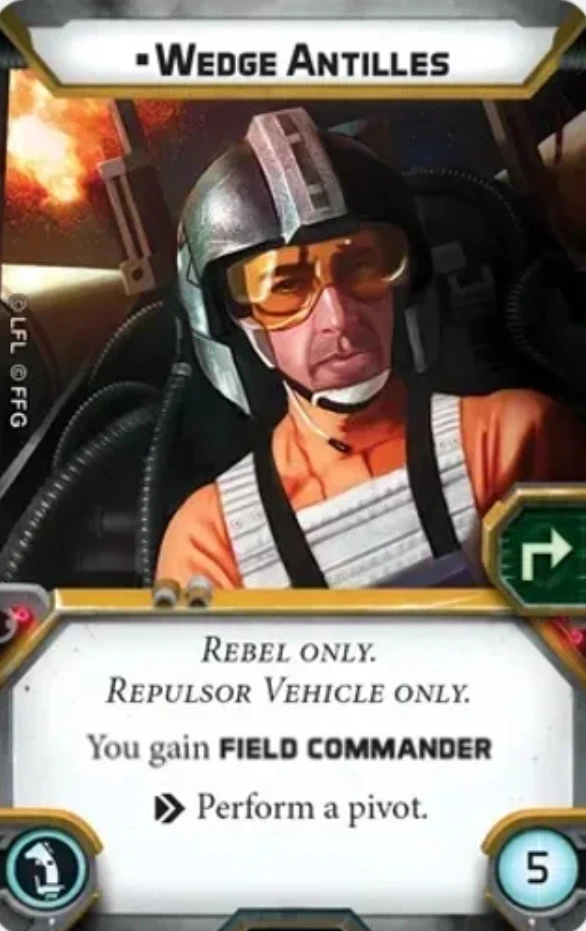 ▪Wedge Antilles
©LFL ©FFG
Rebel only.
Repulsor Vehicle only.
You gain FIELD COMMANDER
Perform a pivot.
5